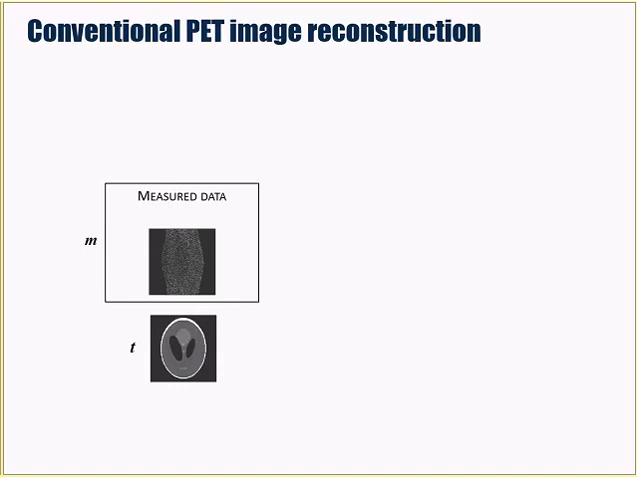 Conventional PET image reconstruction
MEASURED DATA
m
t